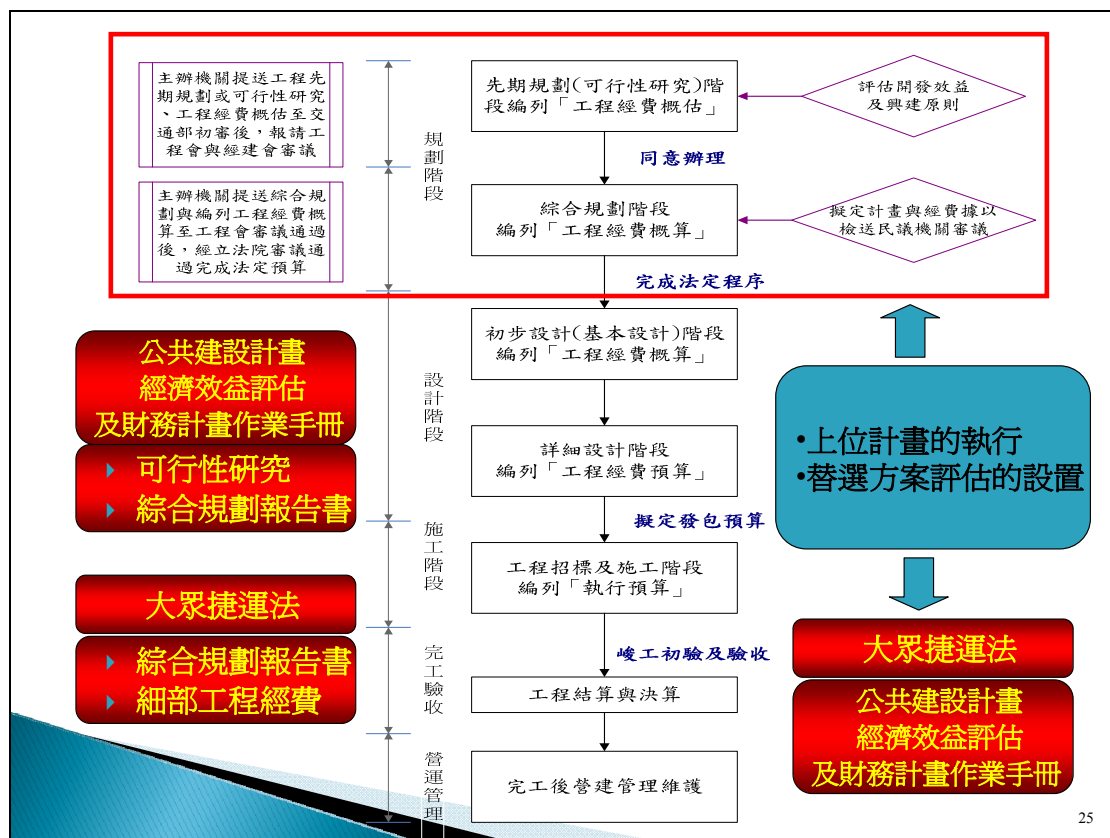 主辦機關提送工程先
期規劃或可行性研究
、工程經費概估至交
通部初審後，報請工
程會與經建會審議
規劃階段
先期規劃(可行性研究)階
段編列「工程經費概估」
評估開發效益
及興建原則
同意辦理
主辦機關提送綜合規
劃與編列工程經費概
算至工程會審議通過
後，經立法院審議通
過完成法定預算
綜合規劃階段
編列「工程經費概算」
擬定計畫與經費據以
檢送民議機關審議
完成法定程序
設計階段
初步設計(基本設計)階段
編列「工程經費概算」
公共建設計畫
經濟效益評估
及財務計畫作業手冊
可行性研究
綜合規劃報告書
•上位計畫的執行
•替選方案評估的設置
詳細設計階段
編列「工程經費預算」
擬定發包預算
施工階段
工程招標及施工階段
編列「執行預算」
大眾捷運法
綜合規劃報告書
細部工程經費
峻工初驗及驗收
完工驗收
工程結算與決算
大眾捷運法
公共建設計畫
經濟效益評估
及財務計畫作業手冊
營運管理
完工後營建管理維護
25